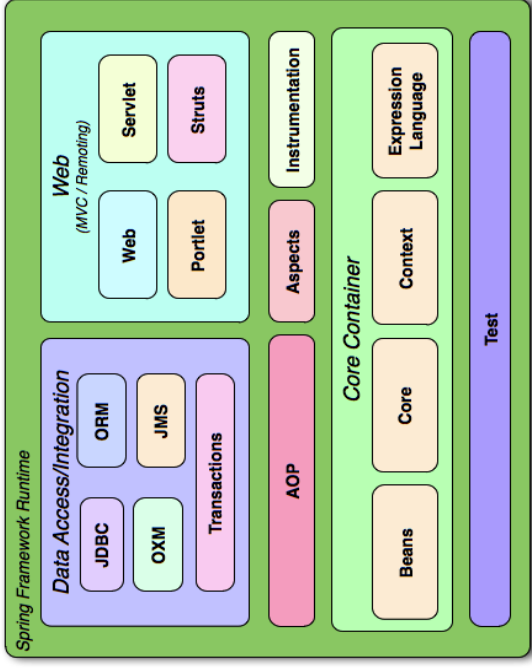 Spring Framework Runtime
Data Access/Integration
JDBC
ORM
OXM
JMS
Transactions
Web
(MVC / Remoting)
Web
Servlet
Portlet
Struts
AOP
Aspects
Instrumentation
Core Container
Beans
Core
Context
Expression
Language
Test